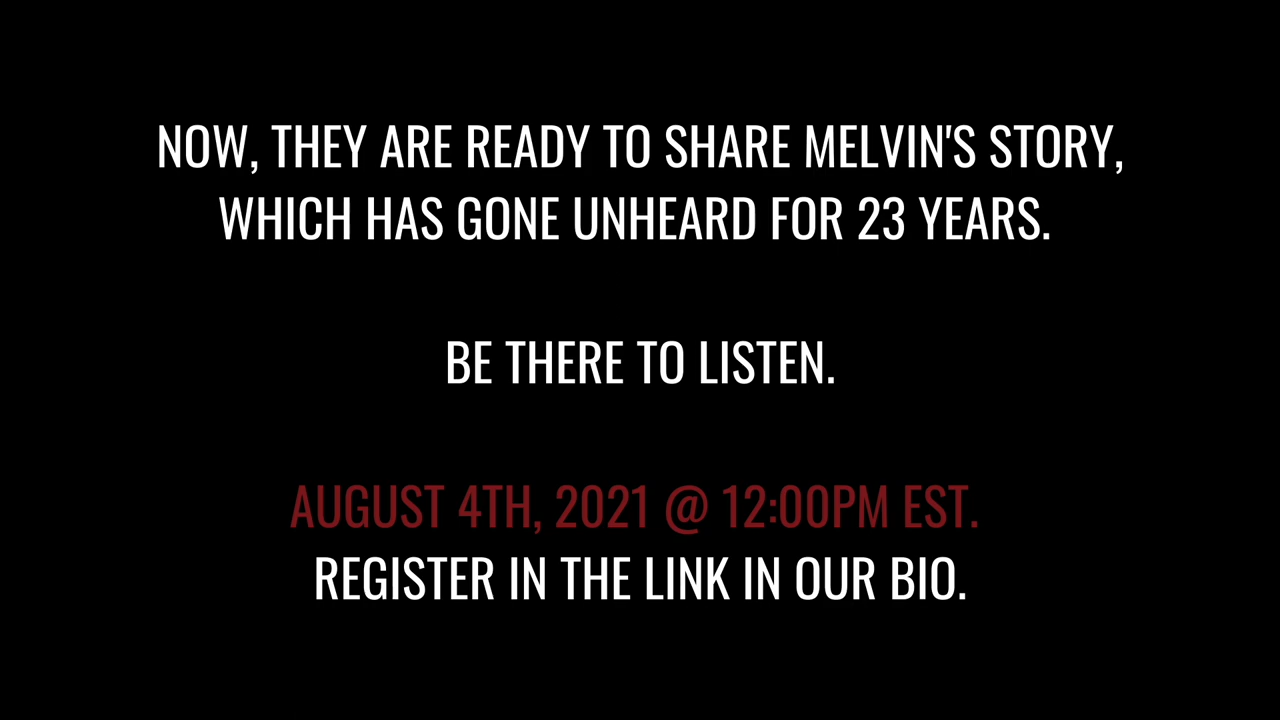 NOW, THEY ARE READY TO SHARE MELVIN'S STORY,
WHICH HAS GONE UNHEARD FOR 23 YEARS.
BE THERE TO LISTEN.
AUGUST 4TH, 2021 @ 12:00PM EST.
REGISTER IN THE LINK IN OUR BIO.